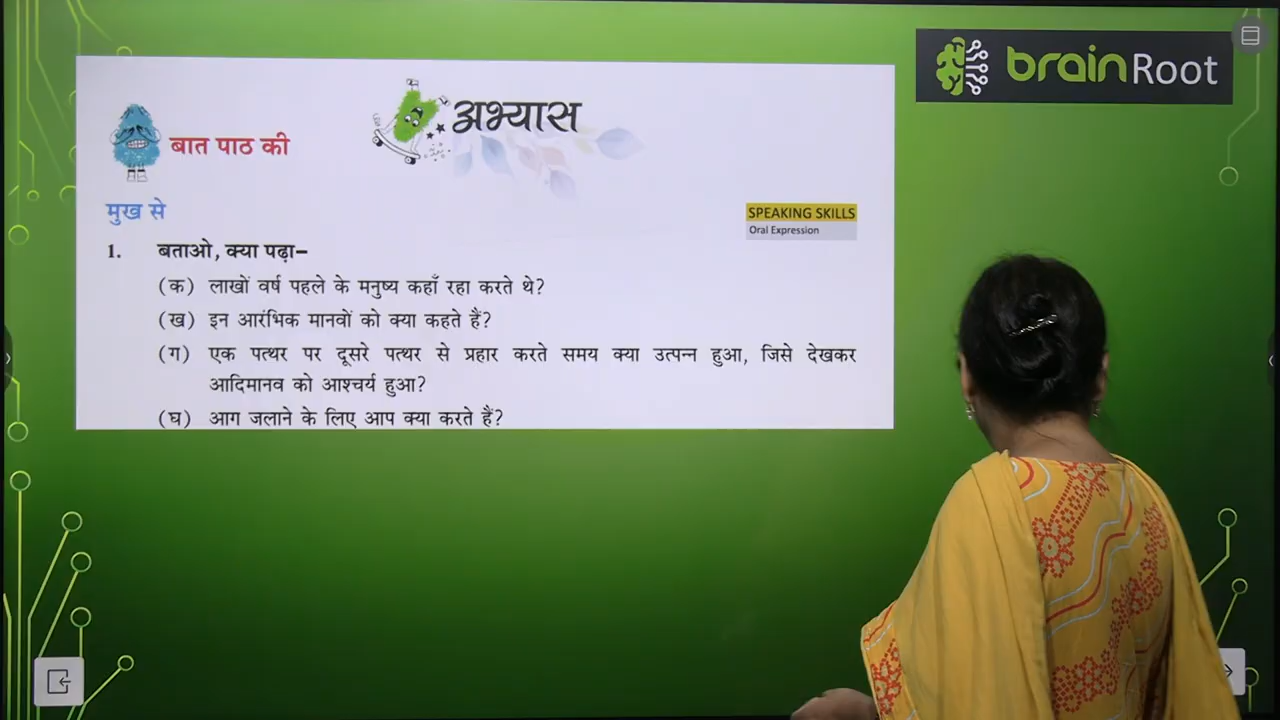 brainRoot
अभ्यास
बात पाठ की
मुख से
SPEAKING SKILLS
Oral Expression
1. बताओ, क्या पढ़ा–
(क) लाखों वर्ष पहले के मनुष्य कहाँ रहा करते थे?
(ख) इन आरंभिक मानवों को क्या कहते हैं?
(ग) एक पत्थर पर दूसरे पत्थर से प्रहार करते समय क्या उत्पन्न हुआ, जिसे देखकर
आदिमानव को आश्चर्य हुआ?
(घ) आग जलाने के लिए आप क्या करते हैं?